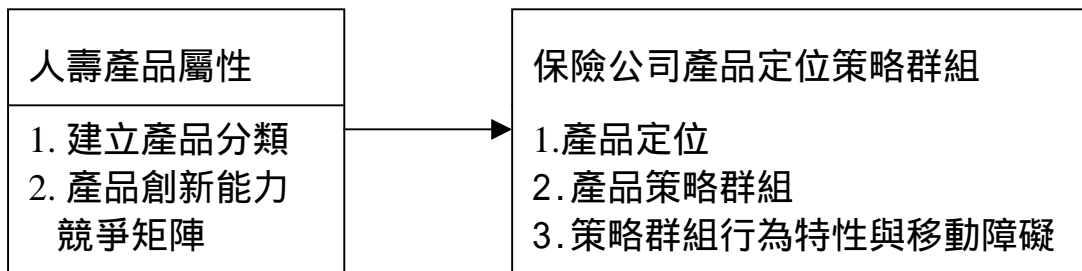 人壽產品屬性
1. 建立產品分類
2. 產品創新能力
競爭矩陣
保險公司產品定位策略群組
1.產品定位
2.產品策略群組
3.策略群組行為特性與移動障礙